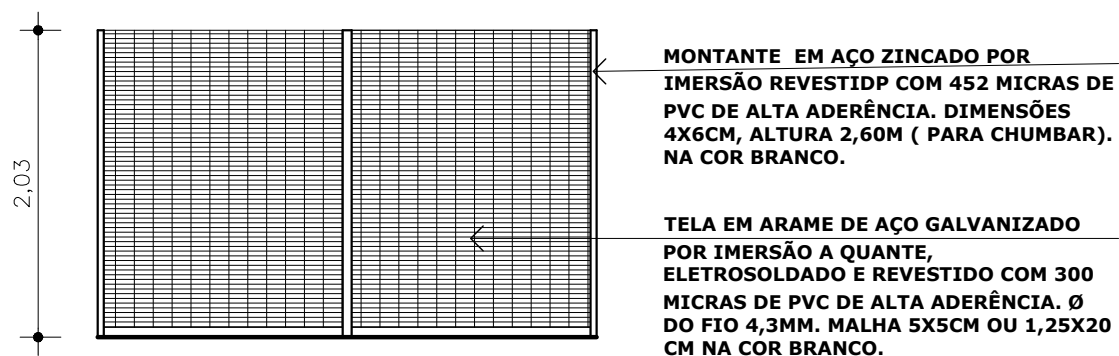 2,03
MONTANTE EM AÇO ZINCADO POR
IMERSÃO REVESTIDP COM 452 MICRAS DE
PVC DE ALTA ADERÊNCIA. DIMENSÕES
4X6CM, ALTURA 2,60M ( PARA CHUMBAR).
NA COR BRANCO.
TELA EM ARAME DE AÇO GALVANIZADO
POR IMERSÃO A QUANTE,
ELETROSOLDADO E REVESTIDO COM 300
MICRAS DE PVC DE ALTA ADERÊNCIA. Ø
DO FIO 4,3MM. MALHA 5X5CM OU 1,25X20
CM NA COR BRANCO.